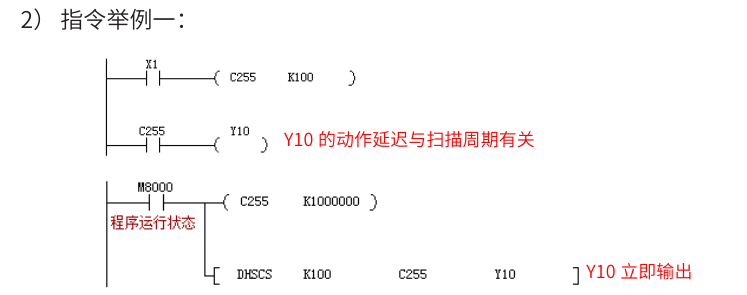 2） 指令举例一：
X1
C255 K100
C255 Y10 Y10 的动作延迟与扫描周期有关
M8000
C255 K1000000
程序运行状态
DHSCS K100 C255 Y10 Y10 立即输出